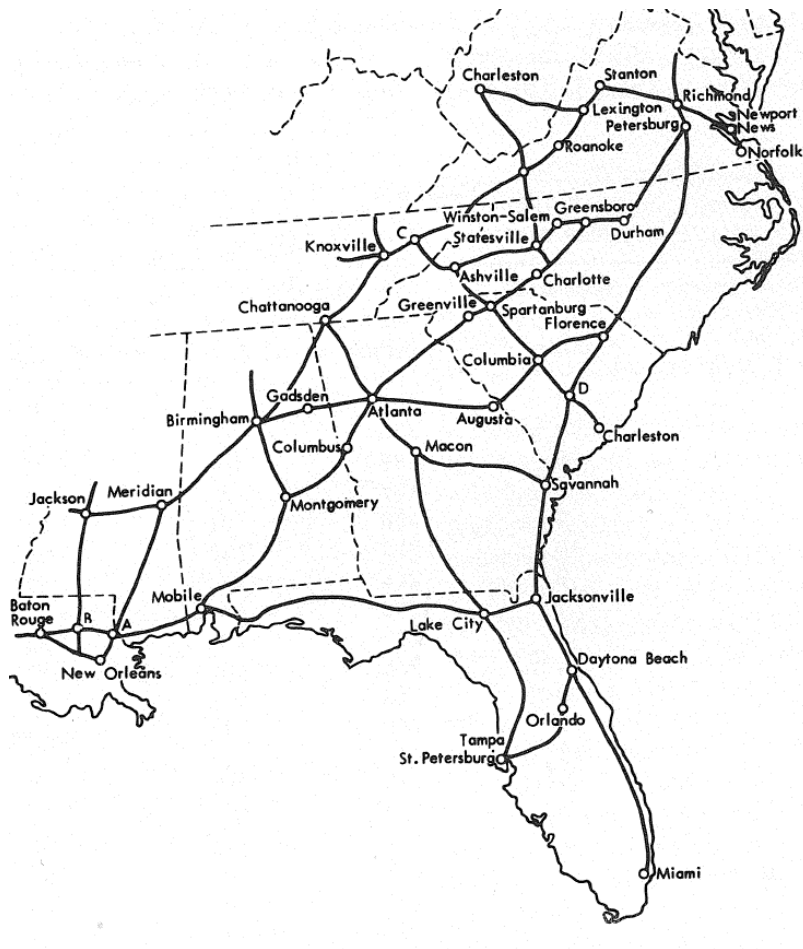 Charleston
Stanton
Lexington
Richmond
Petersburg
Newport
News
Norfolk
Roanoke
Winston-Salem
Greensboro
Durham
Statesville
C
Knoxville
Ashville
Charlotte
Chattanooga
Greenville
Spartanburg
Florence
Columbia
D
Gadsden
Atlanta
Augusta
Birmingham
Charleston
Columbus
Macon
Savannah
Jackson
Meridian
Montgomery
Mobile
Jacksonville
Lake City
Baton
Rouge
B
A
New Orleans
Daytona Beach
Orlando
Tampa
St. Petersburg
Miami